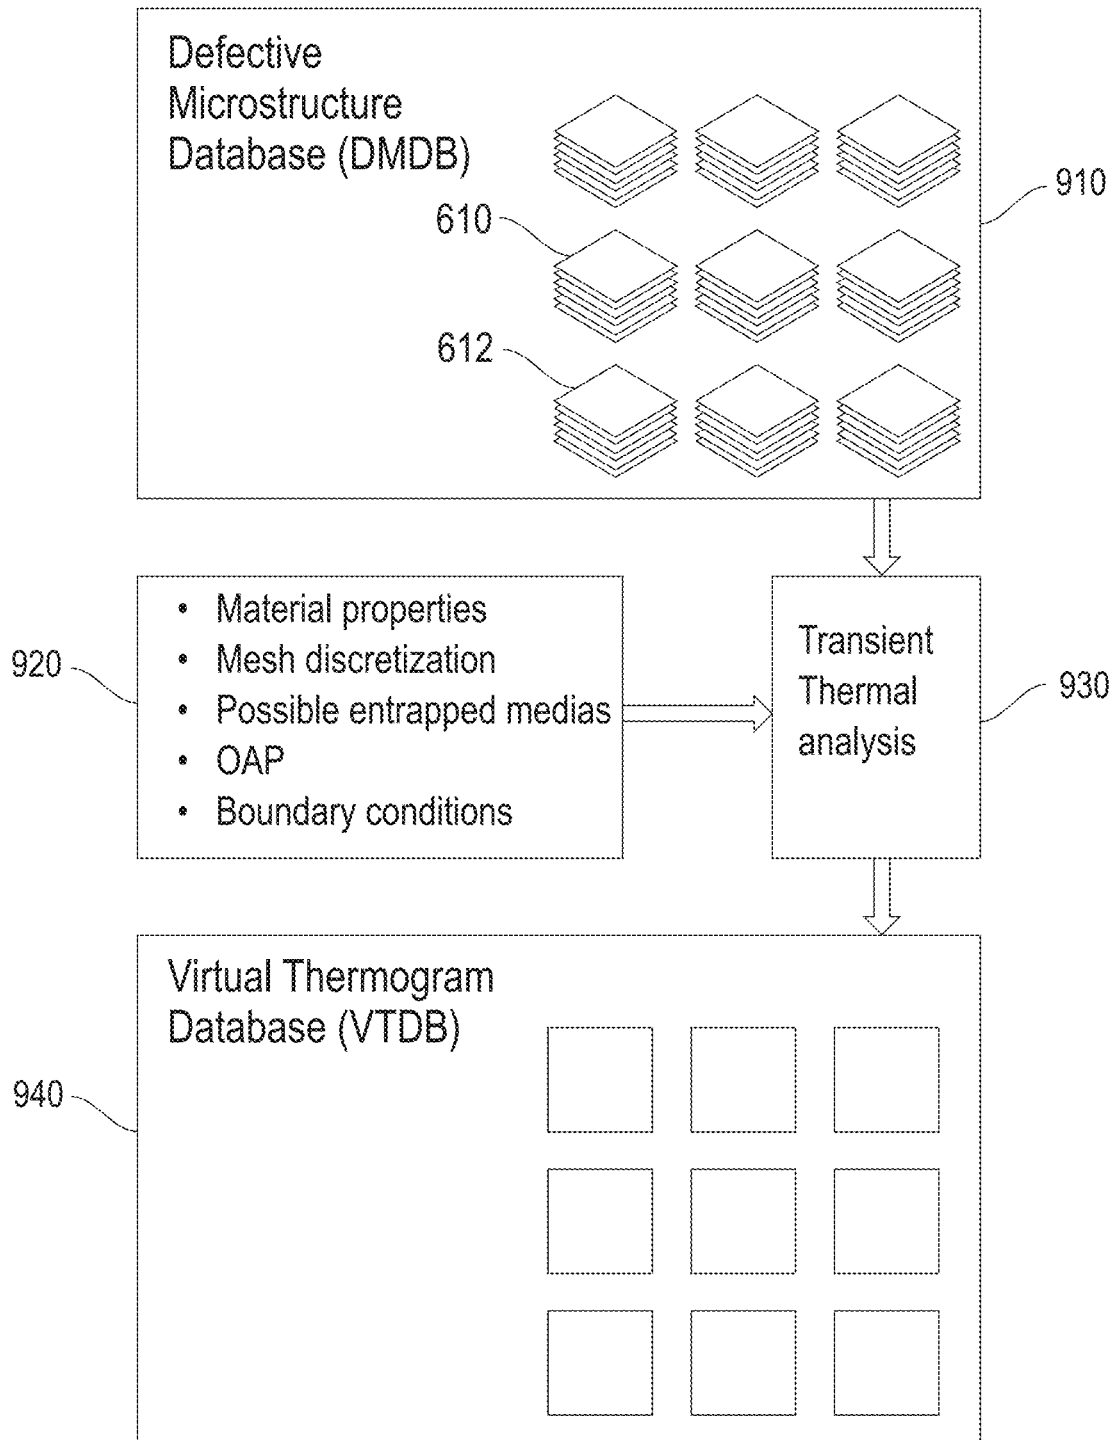 Defective
Microstructure
Database (DMDB)
910
610
612
• Material properties
• Mesh discretization
• Possible entrapped medias
• OAP
• Boundary conditions
920
Transient
Thermal
analysis
930
Virtual Thermogram
Database (VTDB)
940